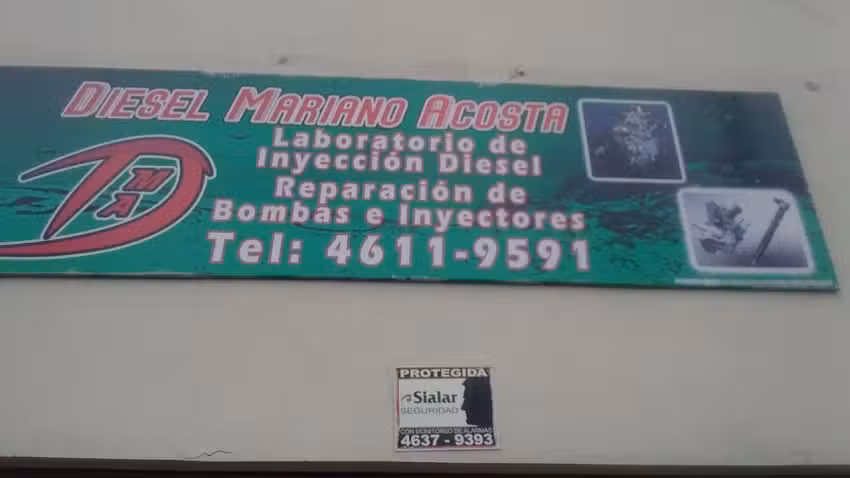 DIESEL MARIANO ACOSTA
Laboratorio de
Inyección Diesel
Reparación de
Bombas e Inyectores
Tel: 4611-9591
D
M
A
PROTEGIDA
Sialar
SEGURIDAD
CON MONITOREO DE ALARMAS
4637 - 9393